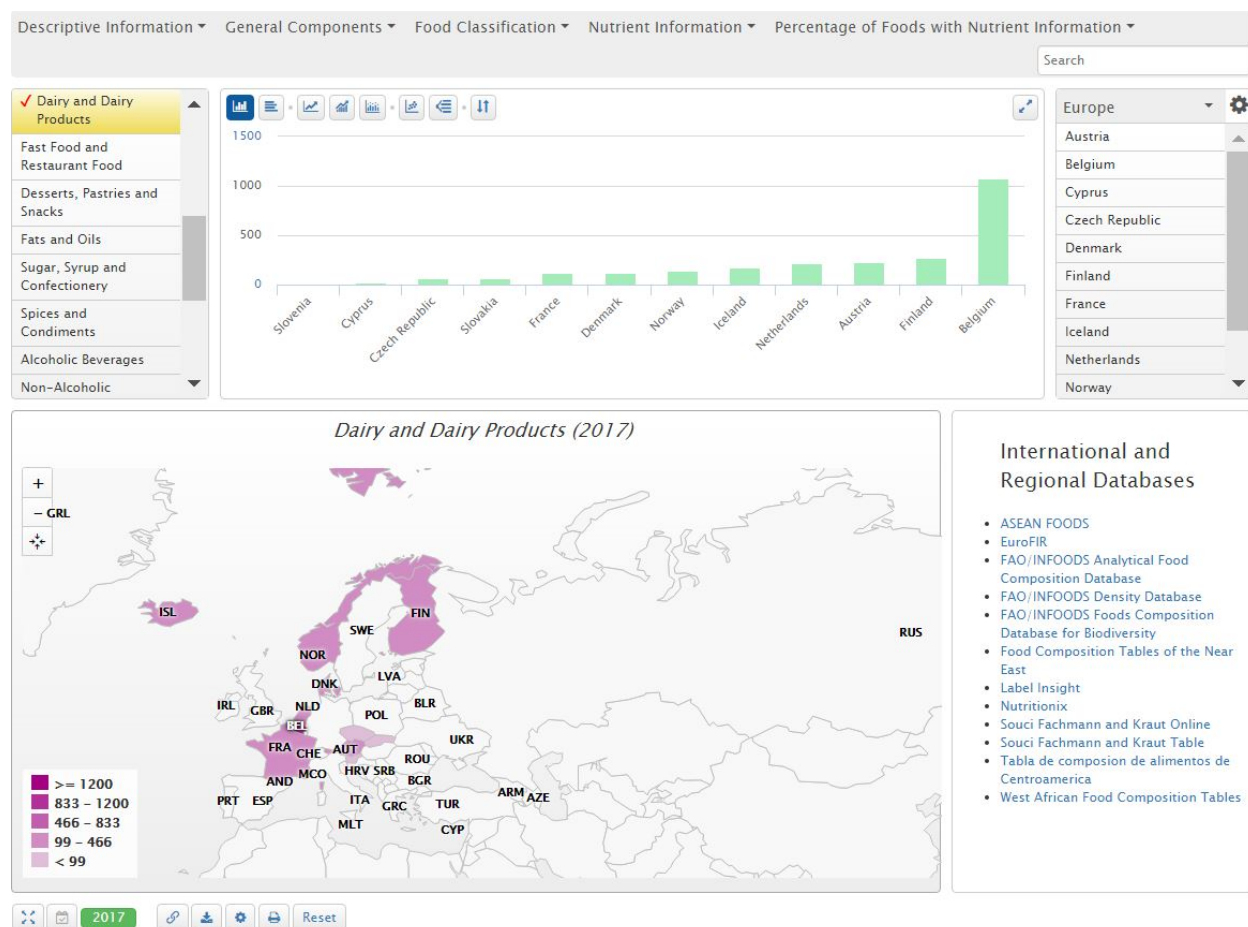 Descriptive Information General Components Food Classification Nutrient Information Percentage of Foods with Nutrient Information
Search
Dairy and Dairy
Products
Fast Food and
Restaurant Food
Desserts, Pastries and
Snacks
Fats and Oils
Sugar, Syrup and
Confectionery
Spices and
Condiments
Alcoholic Beverages
Non-Alcoholic
1500
1000
500
0
Slovenia
Cyprus
Czech Republic
Slovakia
France
Denmark
Norway
Iceland
Netherlands
Austria
Finland
Belgium
Europe
Austria
Belgium
Cyprus
Czech Republic
Denmark
Finland
France
Iceland
Netherlands
Norway
Dairy and Dairy Products (2017)
+
– GRL
ISL
FIN
SWE
RUS
NOR
LVA
DNK
IRL
GBR
NLD
POL
BLR
BEL
UKR
FRA
CHE
AUT
ROU
AND
MCO
HRV
SRB
BGR
PRT
ESP
ITA
GRC
TUR
ARM
AZE
MLT
CYP
>= 1200
833 – 1200
466 – 833
99 – 466
< 99
International and
Regional Databases
• ASEAN FOODS
• EuroFIR
• FAO/INFOODS Analytical Food
Composition Database
• FAO/INFOODS Density Database
• FAO/INFOODS Foods Composition
Database for Biodiversity
• Food Composition Tables of the Near
East
• Label Insight
• Nutritionix
• Souci Fachmann and Kraut Online
• Souci Fachmann and Kraut Table
• Tabla de composion de alimentos de
Centroamerica
• West African Food Composition Tables
2017
Reset